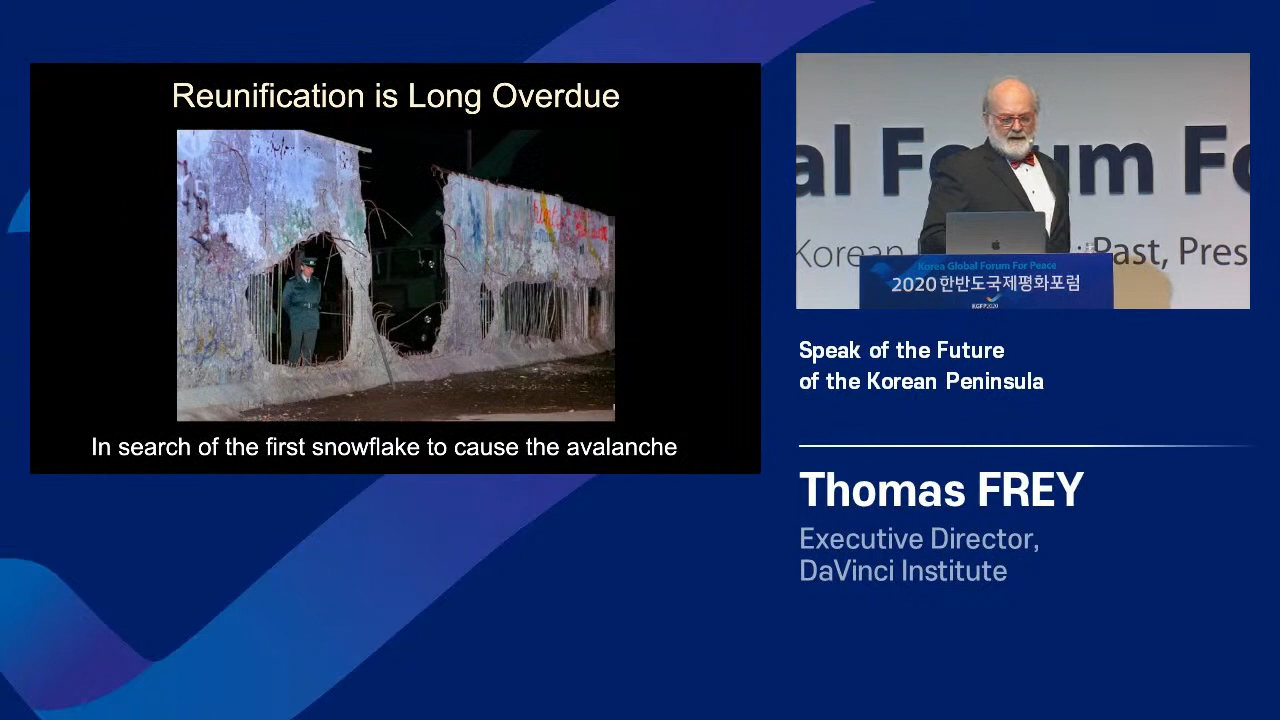 Reunification is Long Overdue
In search of the first snowflake to cause the avalanche
al Forum Fo
Korean
: Past, Pres
Korea Global Forum For Peace
2020 한반도국제평화포럼
KGFP2020
Speak of the Future
of the Korean Peninsula
Thomas FREY
Executive Director,
DaVinci Institute